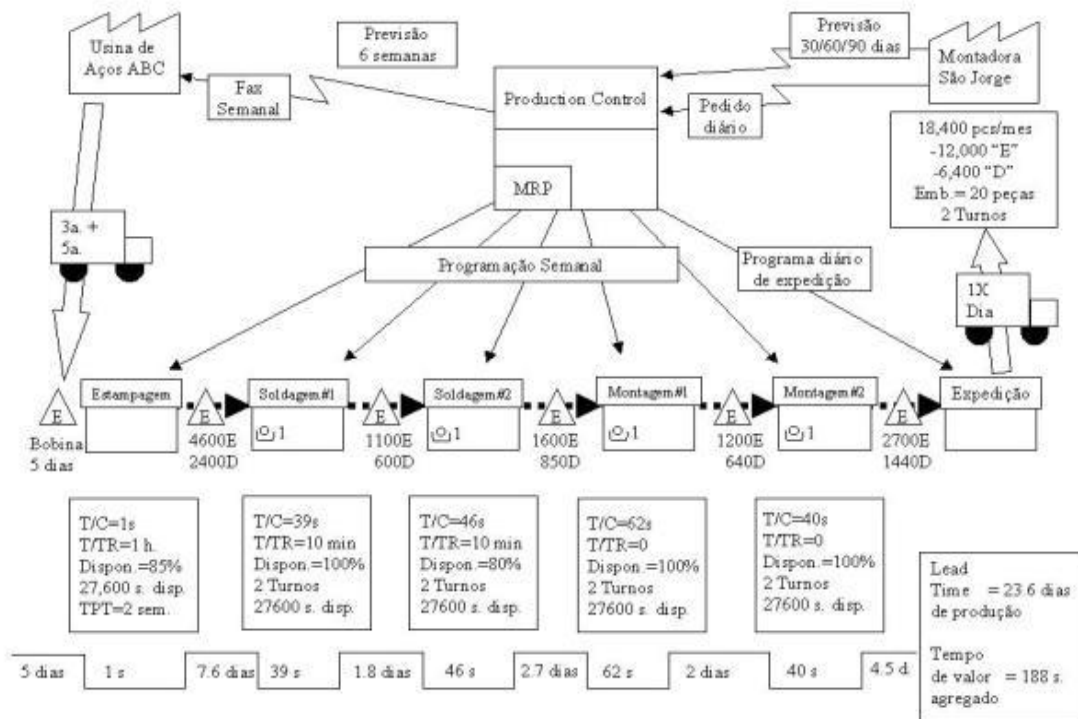 Usina de
Aços ABC
Previsão
6 semanas
Fax
Semanal
Production Control
MRP
Previsão
30/60/90 dias
Pedido
diário
Montadora
São Jorge
18,400 pcs/mes
-12,000 “E”
-6,400 “D”
Emb.= 20 peças
2 Turnos
3a. +
5a.
Programação Semanal
Programa diário
de expedição
1X
Dia
E
Bobina
5 dias
Estampagem
E
4600E
2400D
Soldagem#1
1
E
1100E
600D
Soldagem#2
1
E
1600E
850D
Montagem#1
1
E
1200E
640D
Montagem#2
1
E
2700E
1440D
Expedição
T/C=1s
T/TR=1 h.
Dispon.=85%
27,600 s. disp.
TPT=2 sem.
T/C=39s
T/TR=10 min
Dispon.=100%
2 Turnos
27600 s. disp.
T/C=46s
T/TR=10 min
Dispon.=80%
2 Turnos
27600 s. disp.
T/C=62s
T/TR=0
Dispon.=100%
2 Turnos
27600 s. disp.
T/C=40s
T/TR=0
Dispon.=100%
2 Turnos
27600 s. disp.
Lead
Time = 23.6 dias
de produção
Tempo
de valor = 188 s.
agregado
5 dias
1 s
7.6 dias
39 s
1.8 dias
46 s
2.7 dias
62 s
2 dias
40 s
4.5 d.